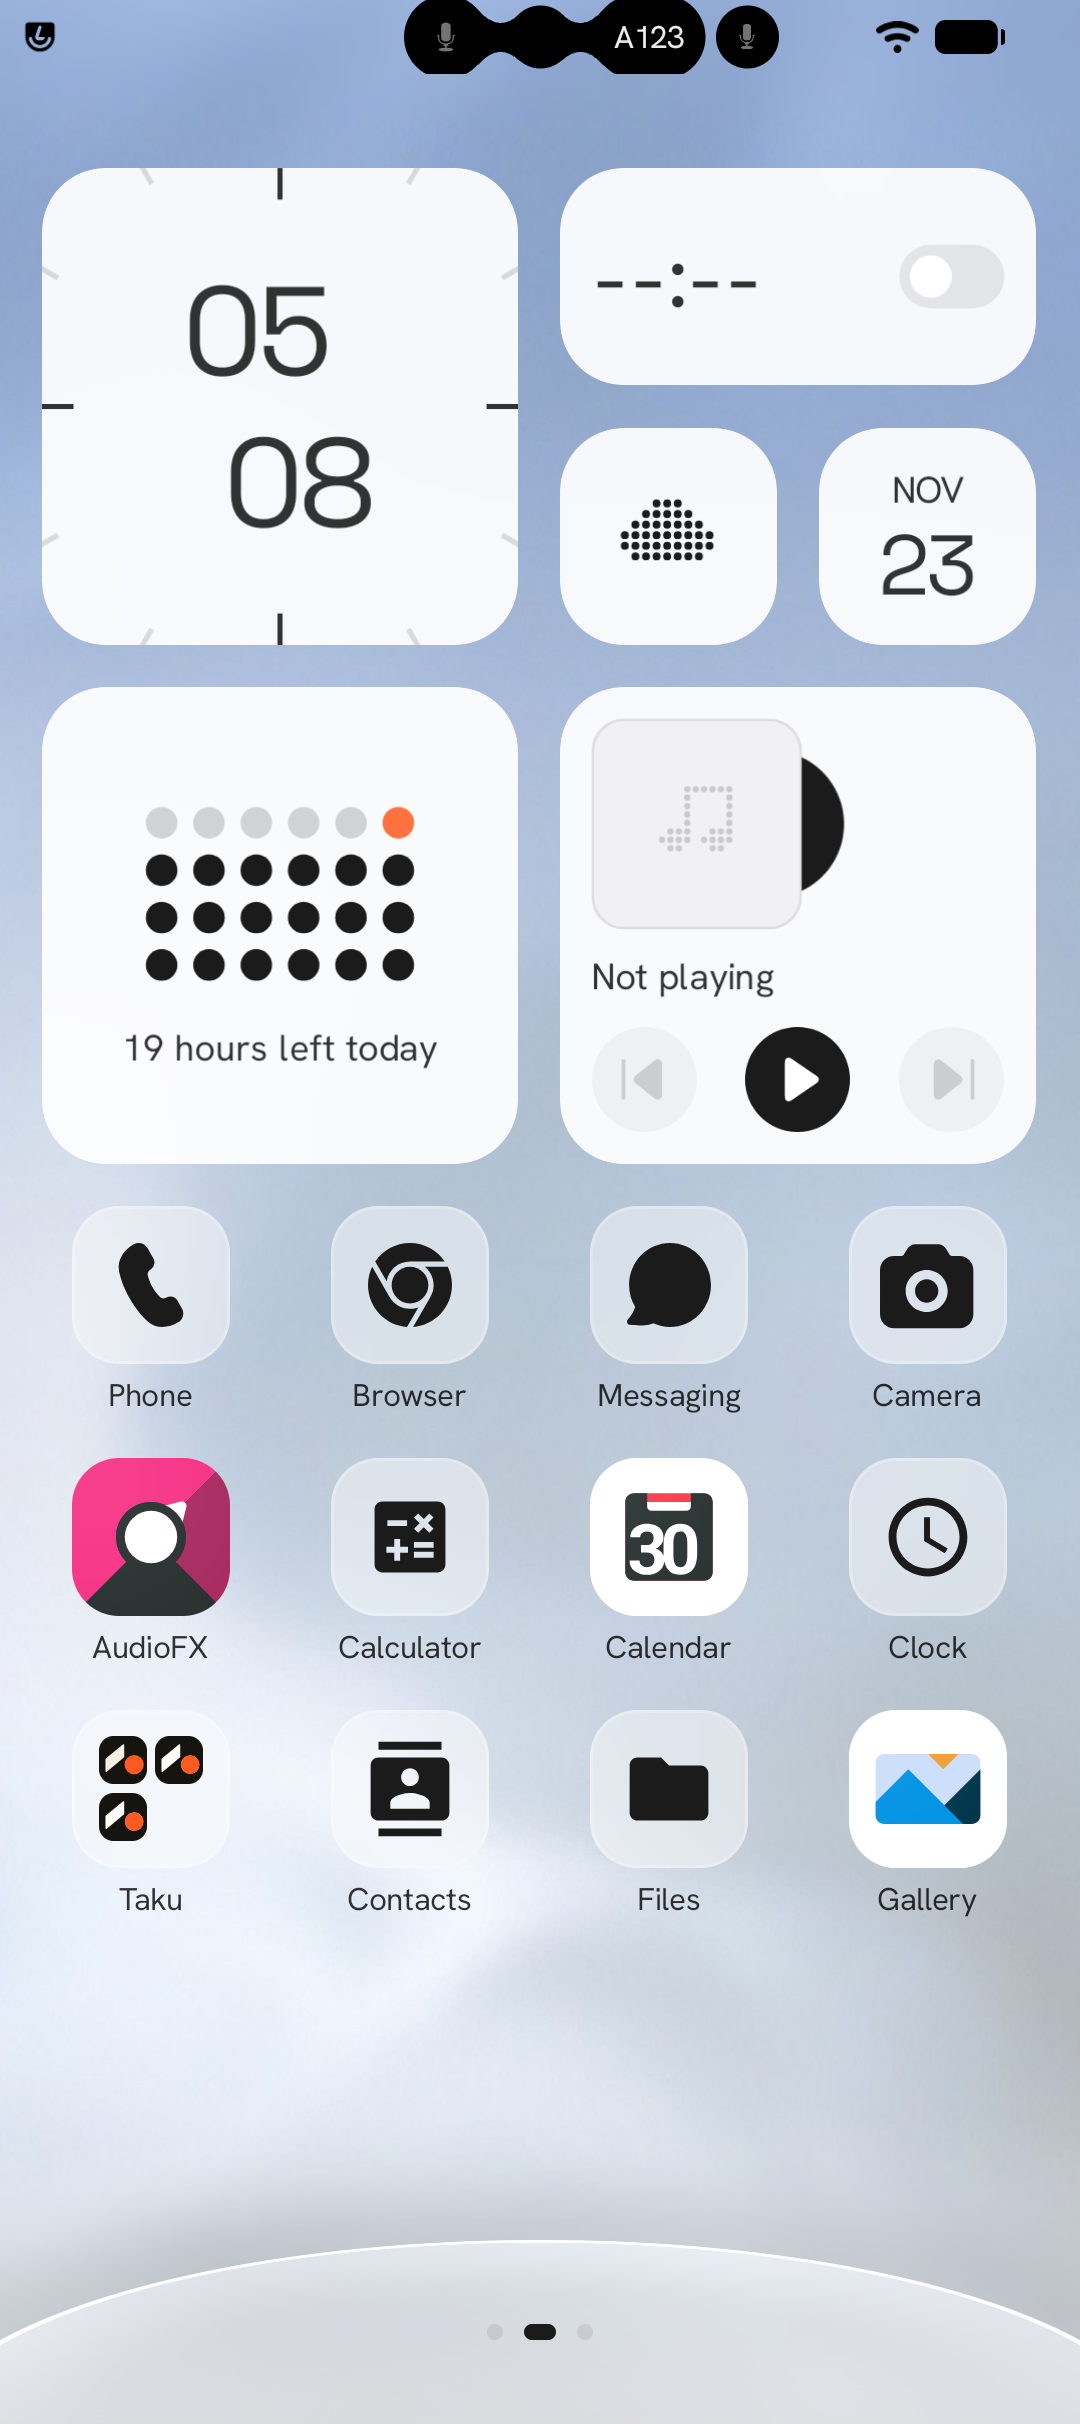 A123
05
08
--:--
NOV
23
19 hours left today
Not playing
Phone
Browser
Messaging
Camera
30
AudioFX
Calculator
Calendar
Clock
Taku
Contacts
Files
Gallery